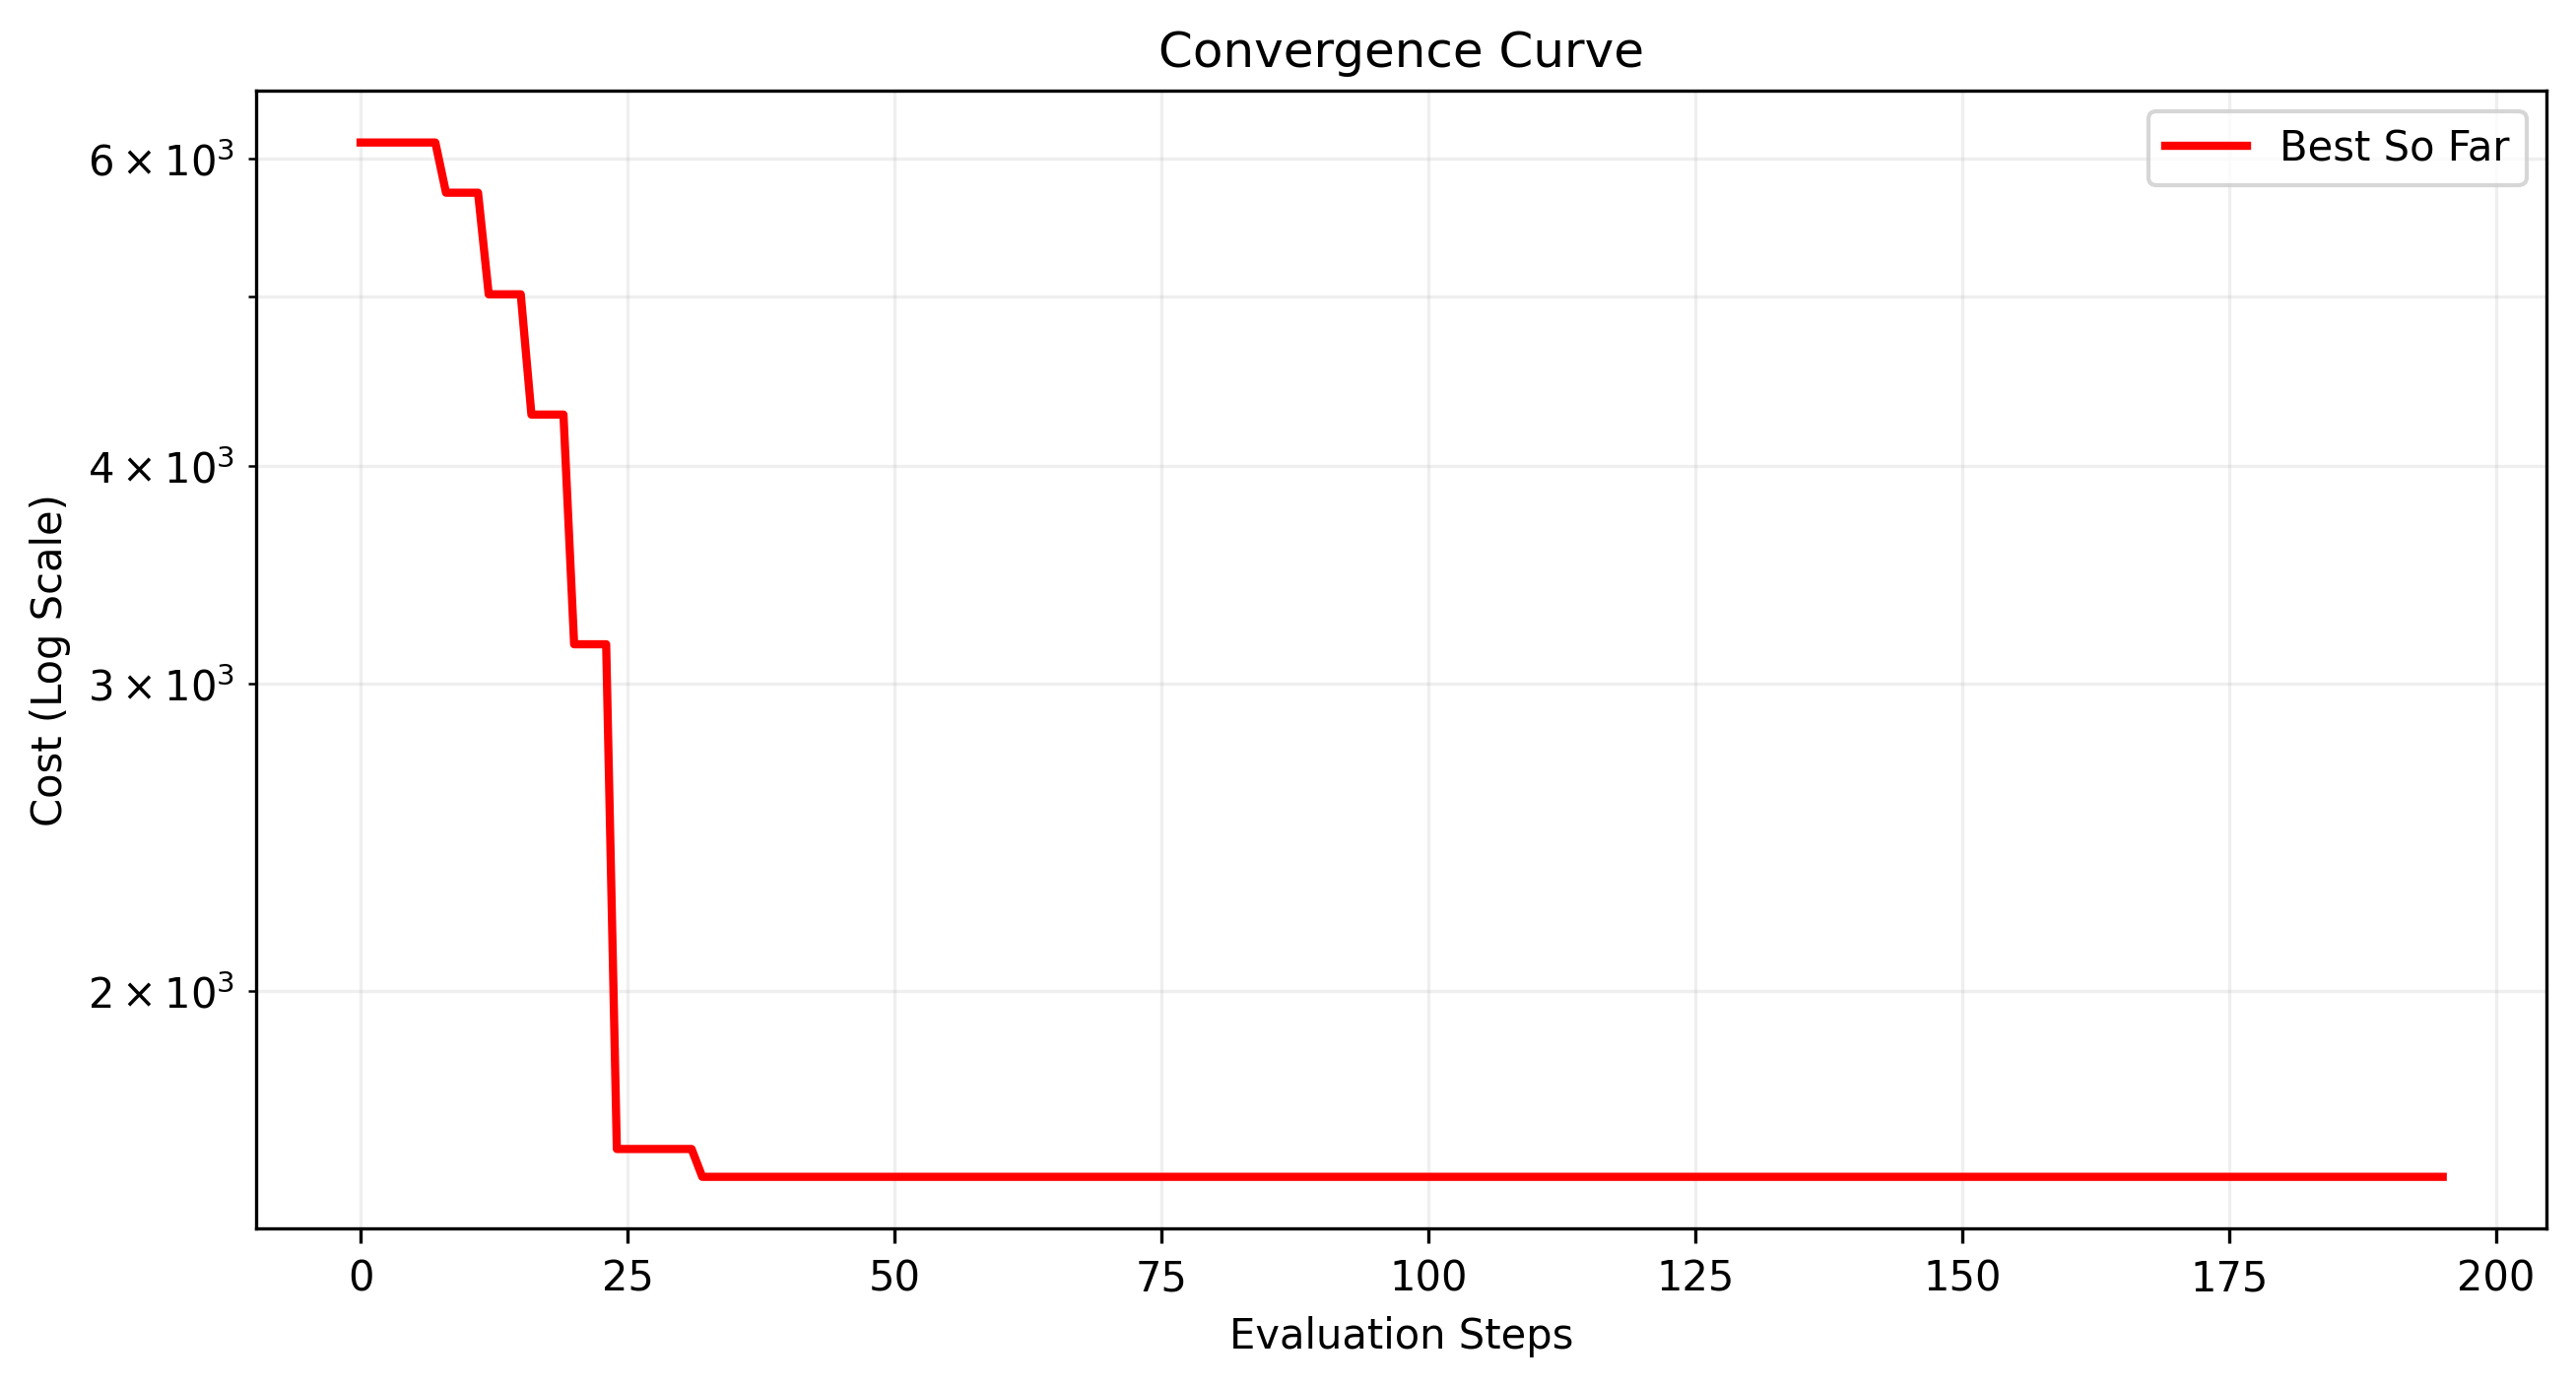 Convergence Curve
Best So Far
6 × 10³
4 × 10³
3 × 10³
2 × 10³
Cost (Log Scale)
0 25 50 75 100 125 150 175 200
Evaluation Steps